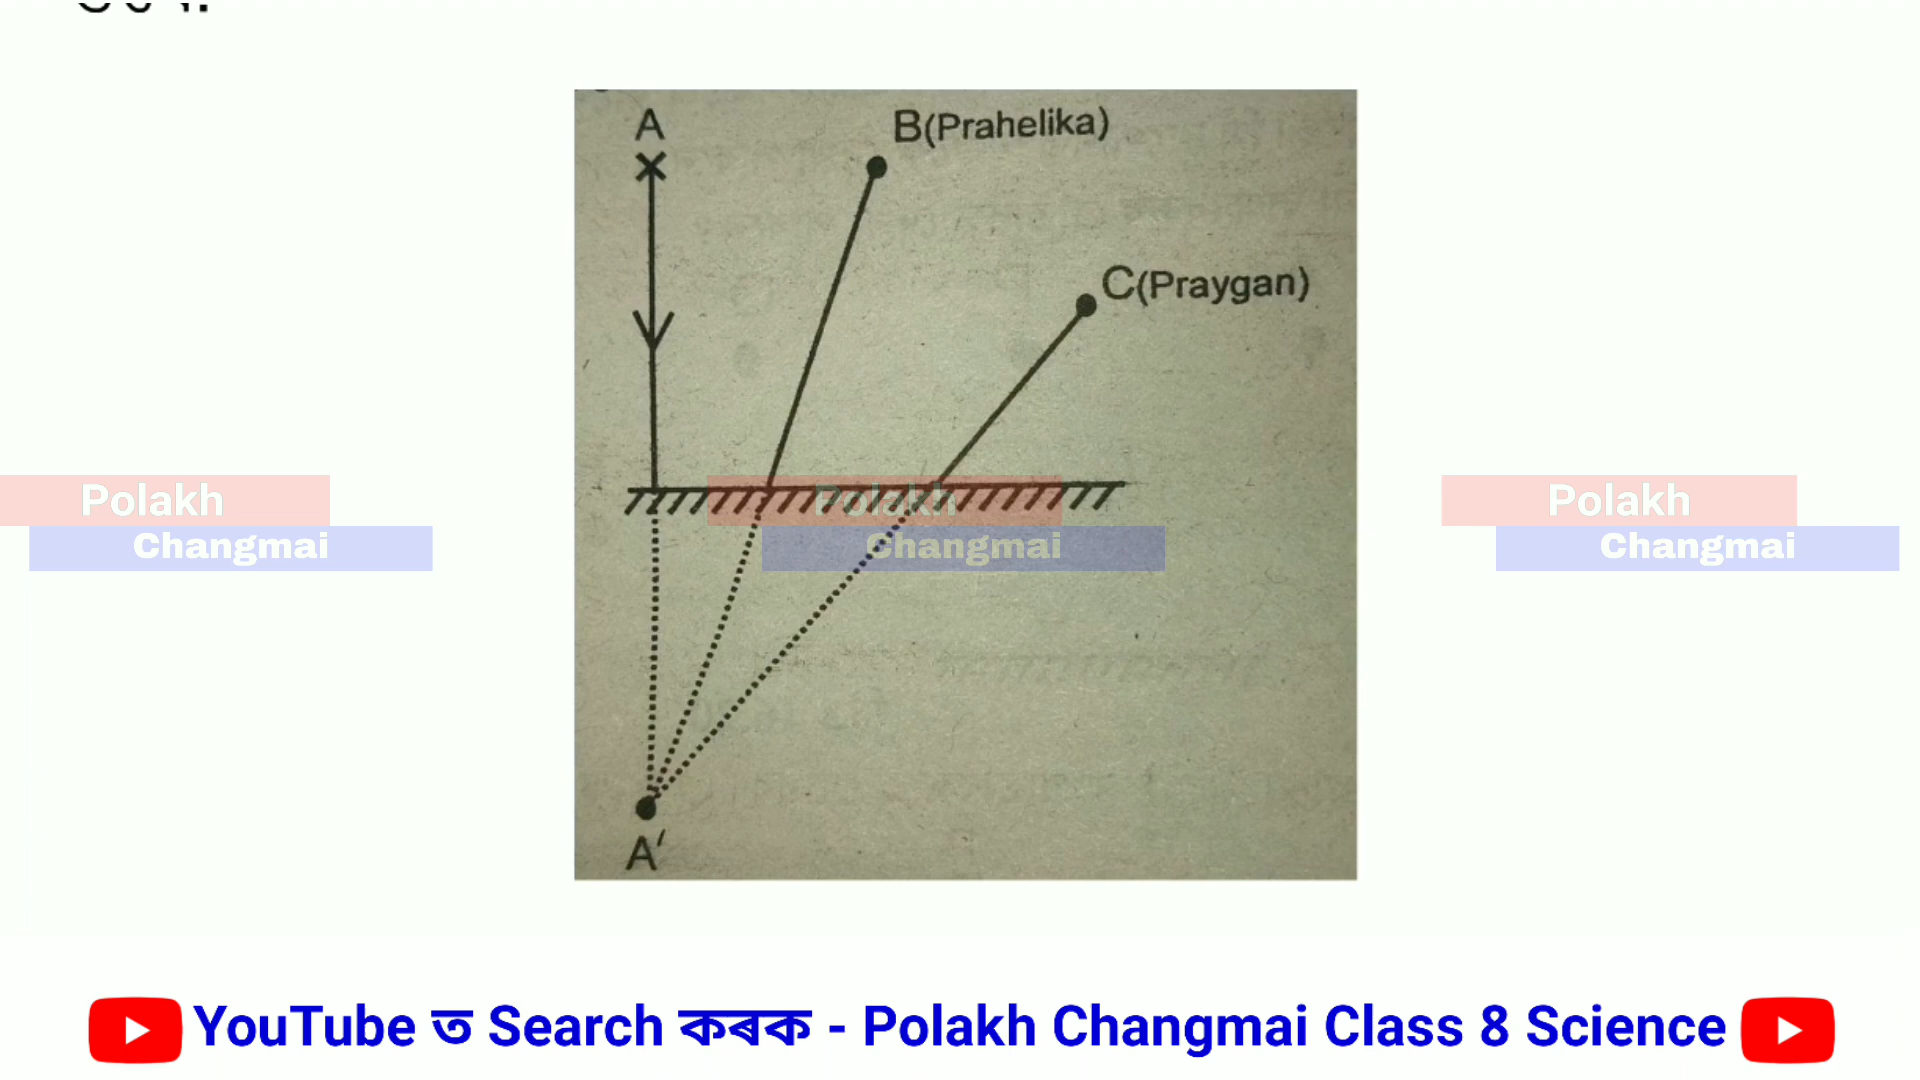 A
B(Prahelika)
C(Praygan)
Polakh
Changmai
Polakh
Changmai
Polakh
Changmai
A'
YouTube ত Search কৰক - Polakh Changmai Class 8 Science